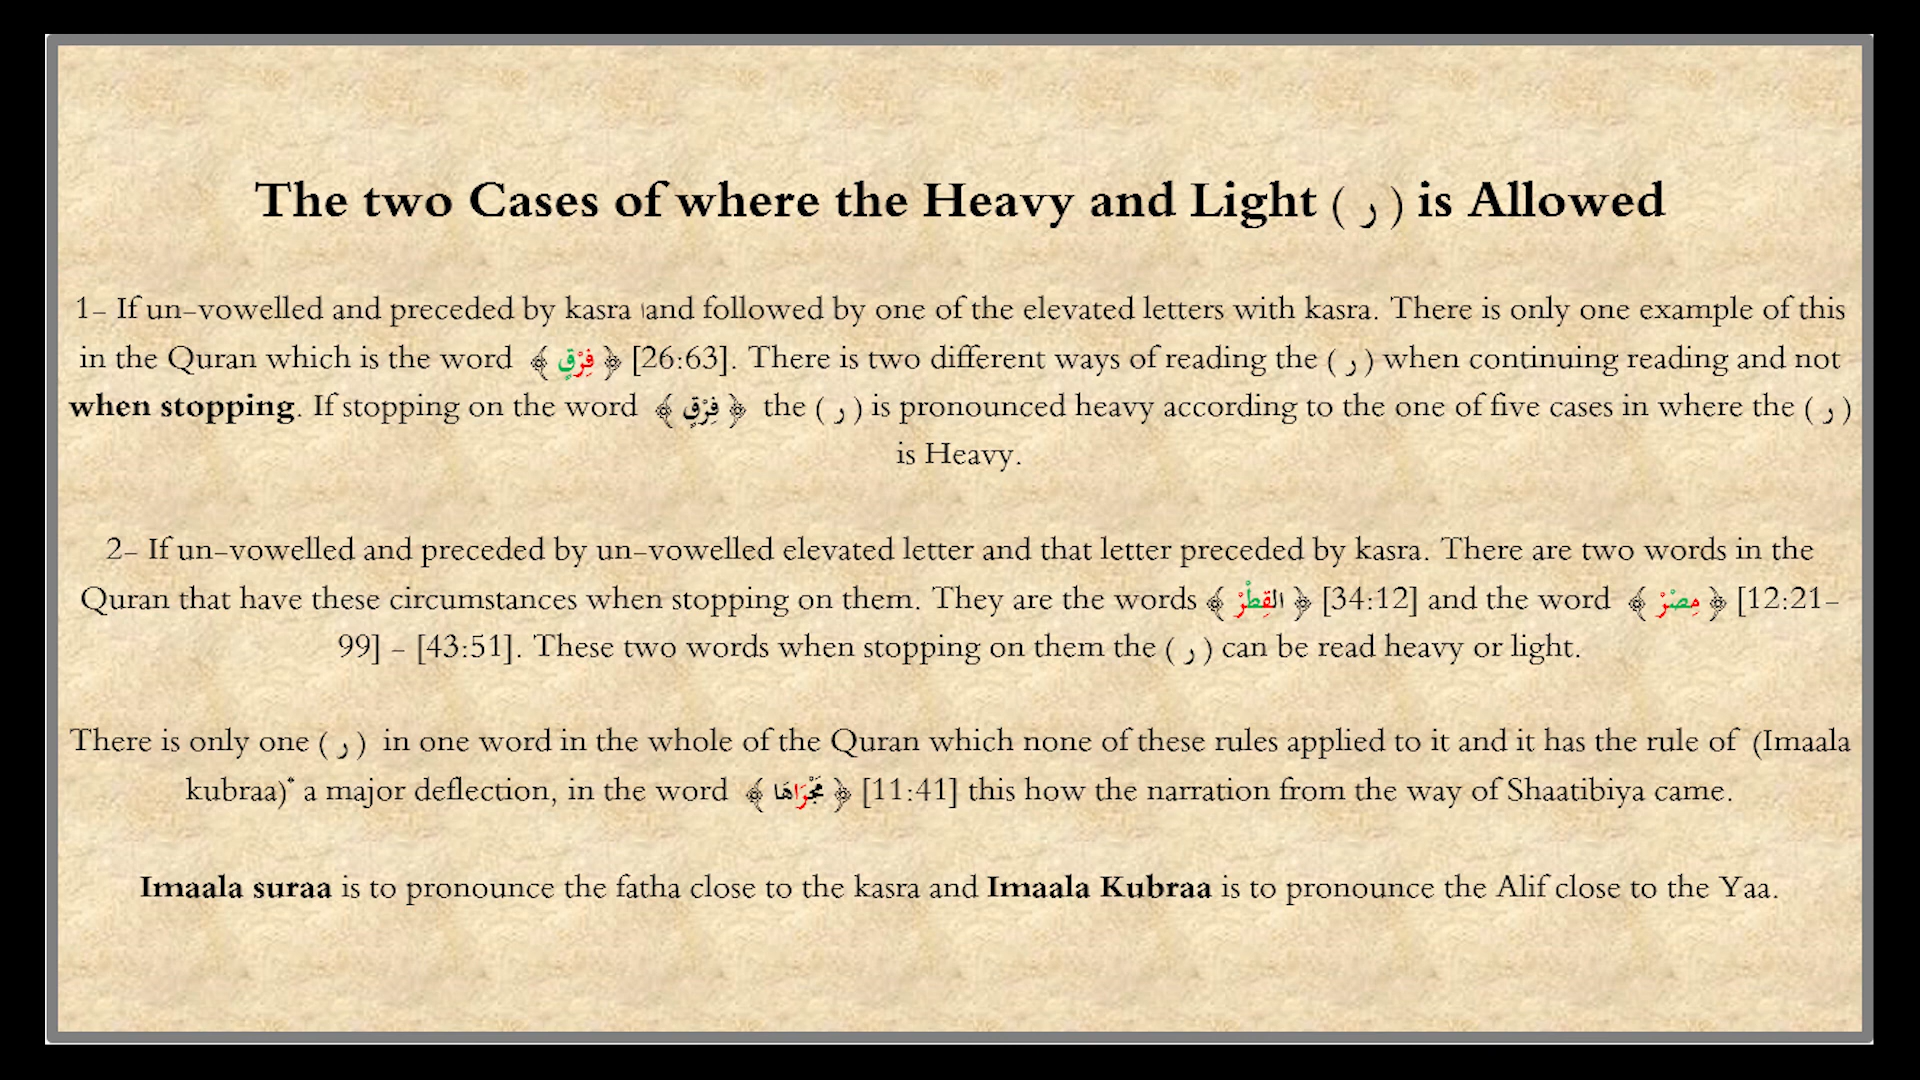 The two Cases of where the Heavy and Light ( ر ) is Allowed
1- If un-vowelled and preceded by kasra and followed by one of the elevated letters with kasra. There is only one example of this
in the Quran which is the word ﴿ فِرْقٍ ﴾ [26:63]. There is two different ways of reading the ( ر ) when continuing reading and not
when stopping. If stopping on the word ﴿ فِرْقٍ ﴾ the ( ر ) is pronounced heavy according to the one of five cases in where the ( ر )
is Heavy.
2- If un-vowelled and preceded by un-vowelled elevated letter and that letter preceded by kasra. There are two words in the
Quran that have these circumstances when stopping on them. They are the words ﴿ القِطْرْ ﴾ [34:12] and the word ﴿ مِصْرْ ﴾ [12:21-
99] - [43:51]. These two words when stopping on them the ( ر ) can be read heavy or light.
There is only one ( ر ) in one word in the whole of the Quran which none of these rules applied to it and it has the rule of (Imaala
kubraa)* a major deflection, in the word ﴿ مَجْرَاهَا ﴾ [11:41] this how the narration from the way of Shaatibiya came.
Imaala suraa is to pronounce the fatha close to the kasra and Imaala Kubraa is to pronounce the Alif close to the Yaa.